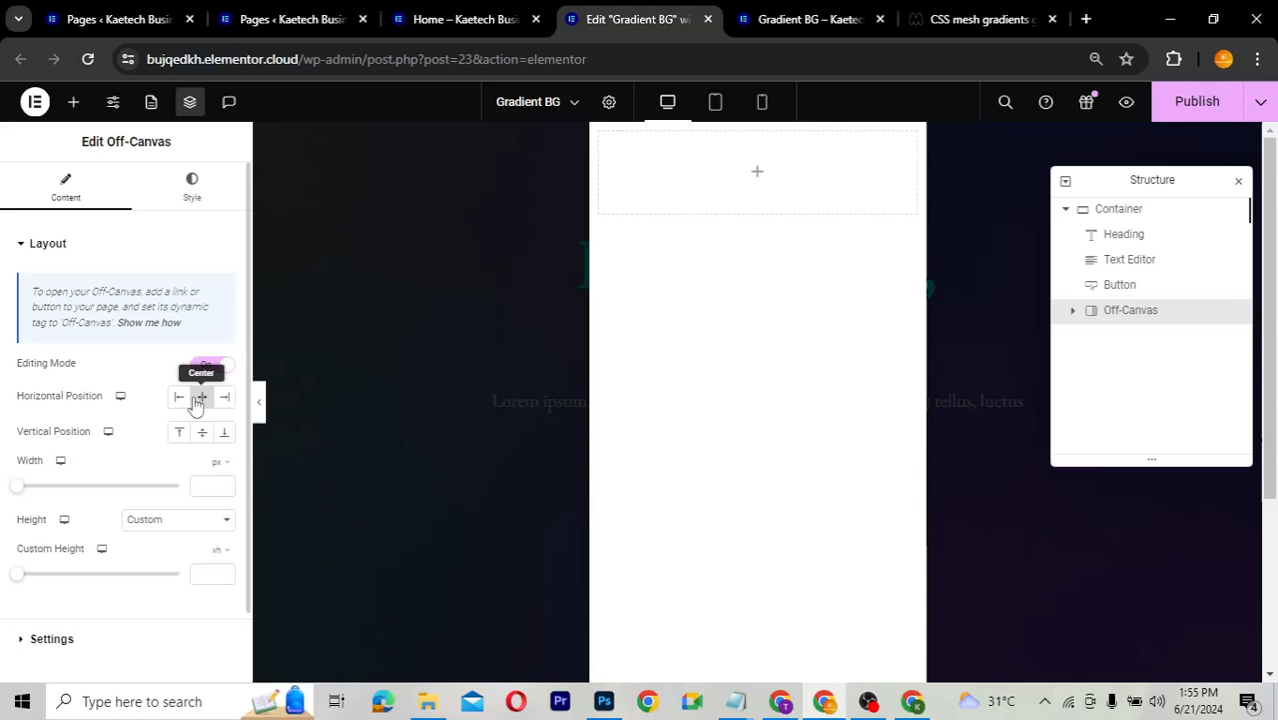 Pages < Kaetech B
Pages < Kaetech Bu
Home – Kaetech B
Edit "Gradient BG" wi
Gradient BG – Kaetec
CSS mesh gradients g
bujqedkh.elementor.cloud/wp-admin/post.php?post=23&action=elementor
Gradient BG
Publish
Edit Off-Canvas
Content
Style
Layout
To open your Off-Canvas, add a link or
button to your page, and set its dynamic
tag to 'Off-Canvas'. Show me how
Editing Mode
On
Center
Horizontal Position
Vertical Position
Width
px
Height
Custom
Custom Height
vh
Settings
Lorem ipsum
tellus, luctus
Structure
Container
Heading
Text Editor
Button
Off-Canvas
Type here to search
31°C
1:55 PM
6/21/2024
4